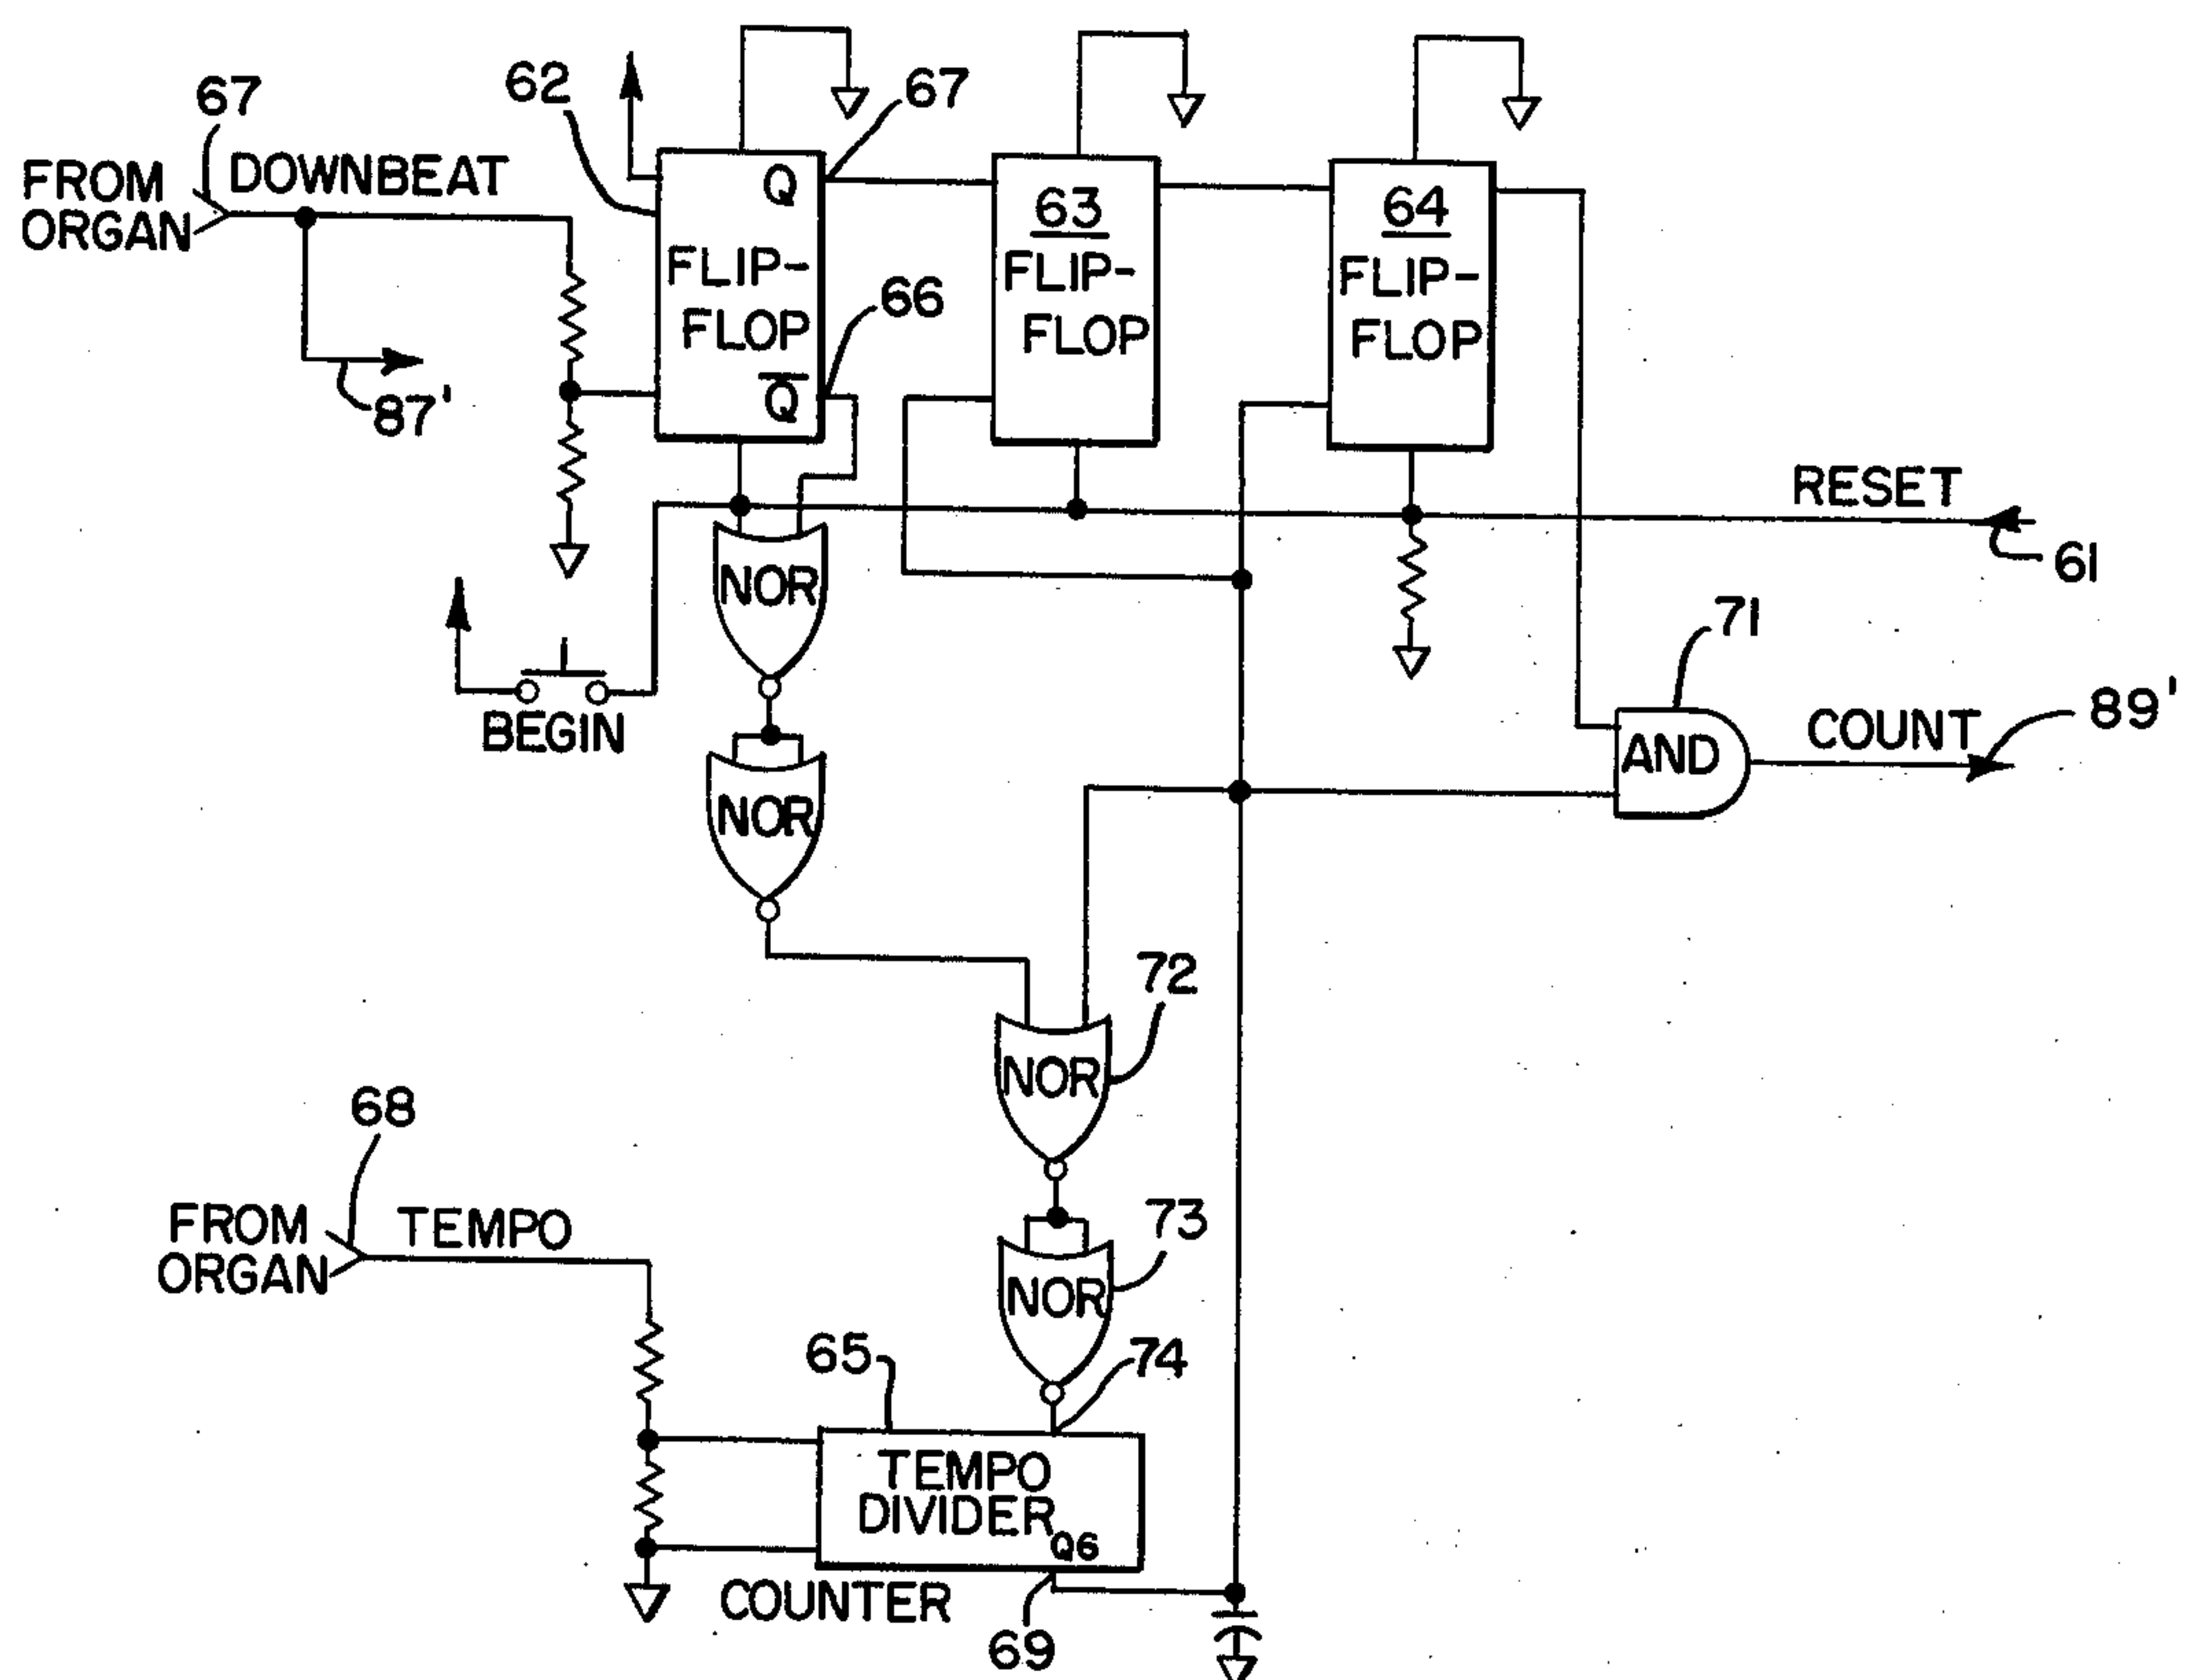 67
FROM
ORGAN
DOWNBEAT
87'
62
Q
FLIP-
FLOP
Q̅
67
66
63
FLIP-
FLOP
64
FLIP-
FLOP
RESET
61
BEGIN
NOR
NOR
71
AND
COUNT
89'
72
NOR
73
NOR
74
68
FROM
ORGAN
TEMPO
65
TEMPO
DIVIDER
Q6
COUNTER
69